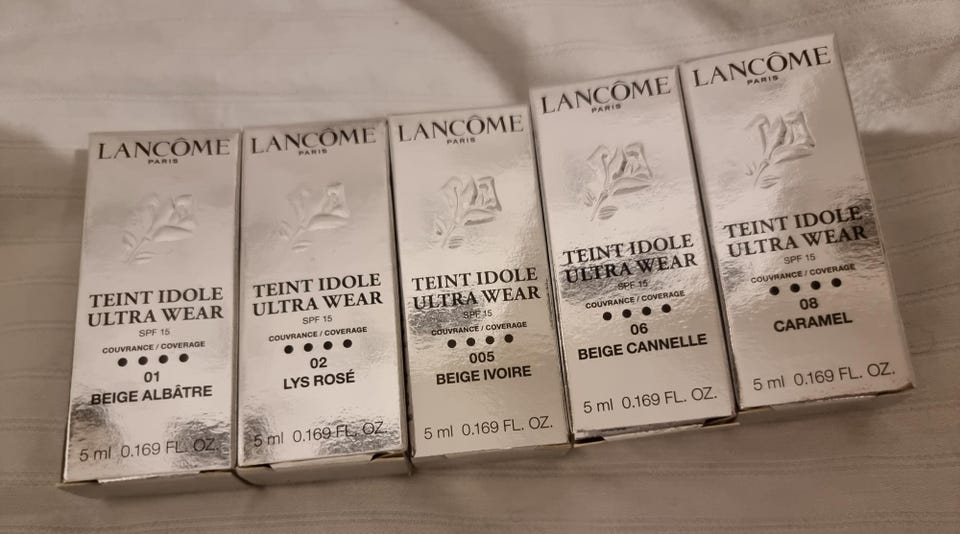 LANCÔME
PARIS
TEINT IDOLE
ULTRA WEAR
SPF 15
COUVRANCE / COVERAGE
01
BEIGE ALBÂTRE
5 ml 0.169 FL. OZ.
LANCÔME
PARIS
TEINT IDOLE
ULTRA WEAR
SPF 15
COUVRANCE / COVERAGE
02
LYS ROSÉ
5 ml 0.169 FL. OZ.
LANCÔME
PARIS
TEINT IDOLE
ULTRA WEAR
SPF 15
COUVRANCE / COVERAGE
005
BEIGE IVOIRE
5 ml 0.169 FL. OZ.
LANCÔME
PARIS
TEINT IDOLE
ULTRA WEAR
SPF 15
COUVRANCE / COVERAGE
06
BEIGE CANNELLE
5 ml 0.169 FL. OZ.
LANCÔME
PARIS
TEINT IDOLE
ULTRA WEAR
SPF 15
COUVRANCE / COVERAGE
08
CARAMEL
5 ml 0.169 FL. OZ.